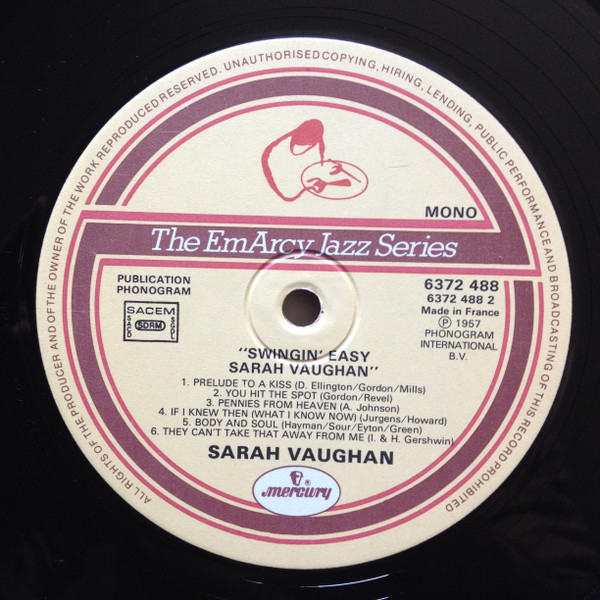 ALL RIGHTS OF THE PRODUCER AND OF THE OWNER OF THE WORK REPRODUCED RESERVED. UNAUTHORISED COPYING, HIRING, LENDING, PUBLIC PERFORMANCE AND BROADCASTING OF THIS RECORD PROHIBITED
MONO
The EmArcy Jazz Series
PUBLICATION
PHONOGRAM
SACEM
SACD
SDRM
SGDL
6372 488
6372 488 2
Made in France
Ⓟ 1957
PHONOGRAM
INTERNATIONAL
B.V.
"SWINGIN' EASY
SARAH VAUGHAN"
1. PRELUDE TO A KISS (D. Ellington/Gordon/Mills)
2. YOU HIT THE SPOT (Gordon/Revel)
3. PENNIES FROM HEAVEN (A. Johnson)
4. IF I KNEW THEN (WHAT I KNOW NOW) (Jurgens/Howard)
5. BODY AND SOUL (Hayman/Sour/Eyton/Green)
6. THEY CAN'T TAKE THAT AWAY FROM ME (I. & H. Gershwin)
SARAH VAUGHAN
mercury